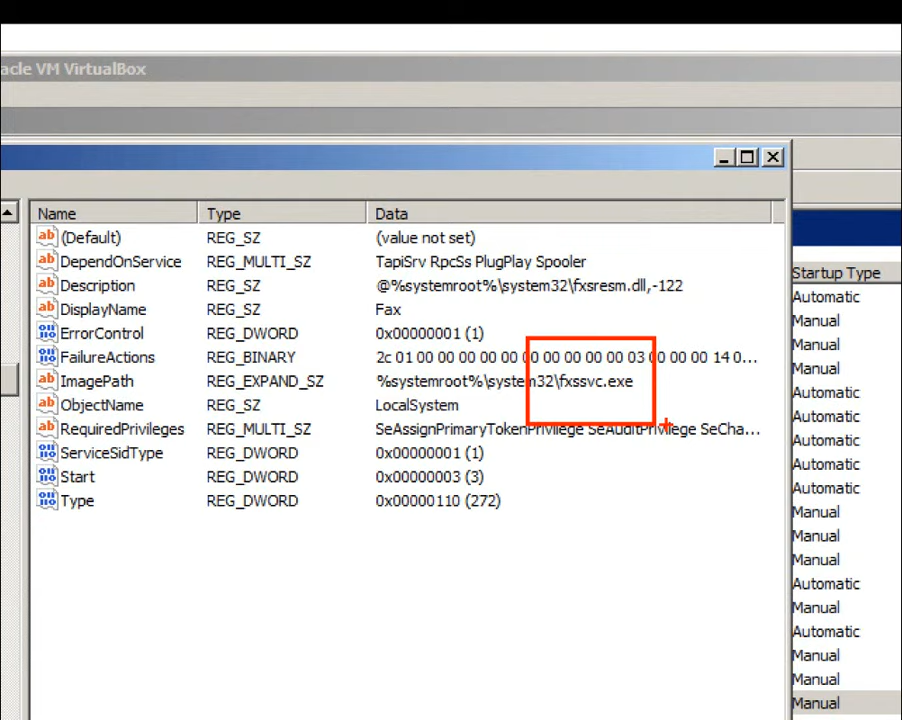 acle VM VirtualBox
Name Type Data
(Default) REG_SZ (value not set)
DependOnService REG_MULTI_SZ TapiSrv RpcSs PlugPlay Spooler
Description REG_SZ @%systemroot%\system32\fxsresm.dll,-122
DisplayName REG_SZ Fax
ErrorControl REG_DWORD 0x00000001 (1)
FailureActions REG_BINARY 2c 01 00 00 00 00 00 00 00 00 00 00 03 00 00 00 14 0...
ImagePath REG_EXPAND_SZ %systemroot%\system32\fxssvc.exe
ObjectName REG_SZ LocalSystem
RequiredPrivileges REG_MULTI_SZ SeAssignPrimaryTokenPrivilege SeAuditPrivilege SeCha...
ServiceSidType REG_DWORD 0x00000001 (1)
Start REG_DWORD 0x00000003 (3)
Type REG_DWORD 0x00000110 (272)
Startup Type
Automatic
Manual
Manual
Manual
Automatic
Automatic
Automatic
Automatic
Automatic
Manual
Manual
Manual
Automatic
Manual
Automatic
Manual
Manual
Manual